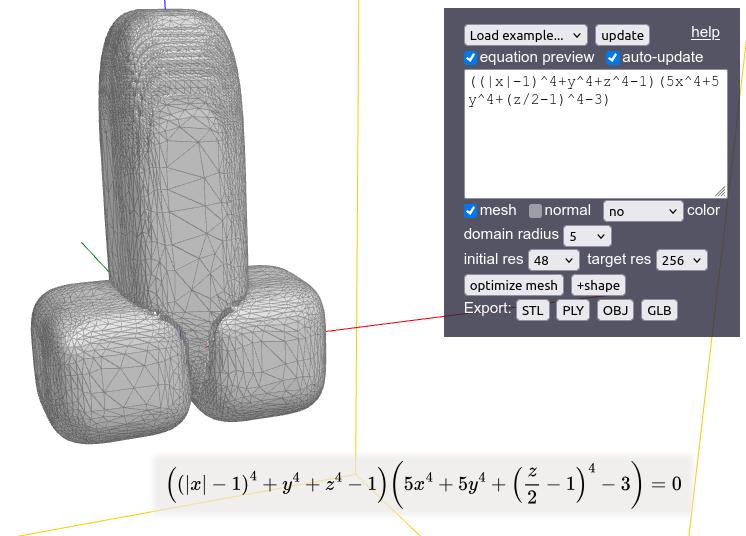 Load example... update help
equation preview auto-update
((|x|-1)^4+y^4+z^4-1)(5x^4+5
y^4+(z/2-1)^4-3)
mesh normal no color
domain radius 5
initial res 48 target res 256
optimize mesh +shape
Export: STL PLY OBJ GLB
((|x| − 1)⁴ + y⁴ + z⁴ − 1)(5x⁴ + 5y⁴ + (z/2 − 1)⁴ − 3) = 0